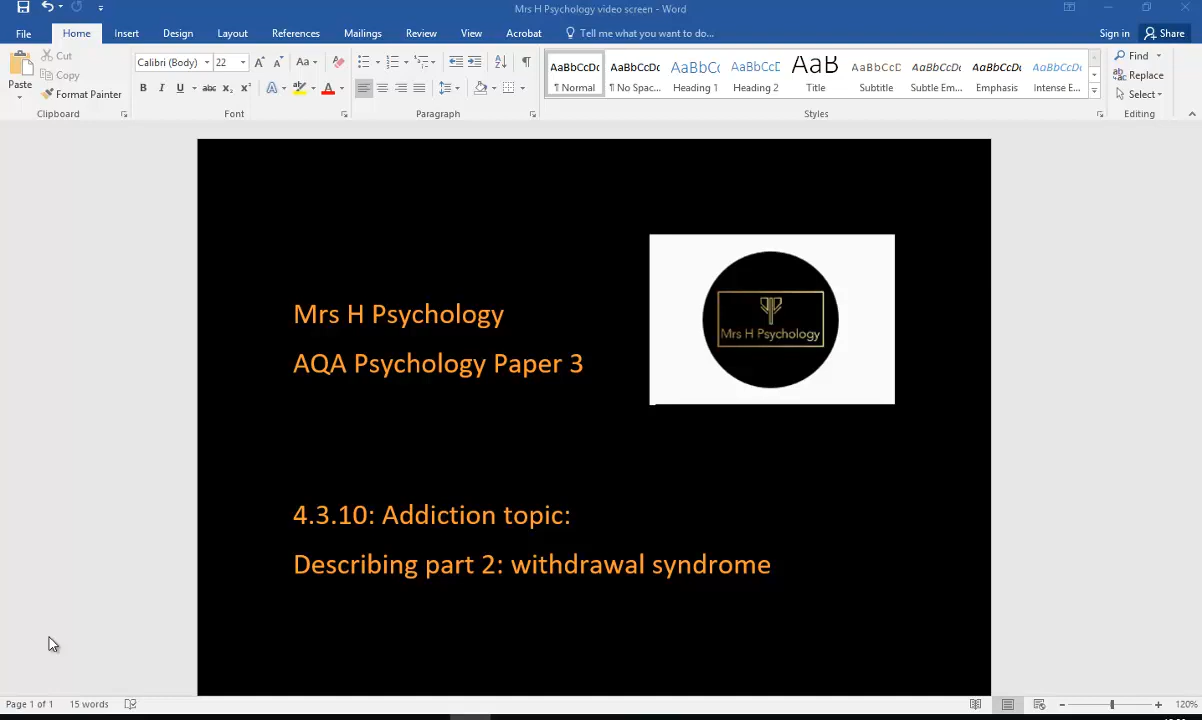 Mrs H Psychology video screen - Word
File Home Insert Design Layout References Mailings Review View Acrobat Tell me what you want to do... Sign in Share
Paste
Cut
Copy
Format Painter
Clipboard
Calibri (Body) 22
Font
Paragraph
AaBbCcDc AaBbCcDc AaBbCc AaBbCcD AaB AaBbCcD AaBbCcDc AaBbCcDc AaBbCcDc
¶ Normal ¶ No Spac... Heading 1 Heading 2 Title Subtitle Subtle Em... Emphasis Intense E...
Styles
Find
Replace
Select
Editing
Mrs H Psychology
AQA Psychology Paper 3
Mrs H Psychology
4.3.10: Addiction topic:
Describing part 2: withdrawal syndrome
Page 1 of 1 15 words 120%